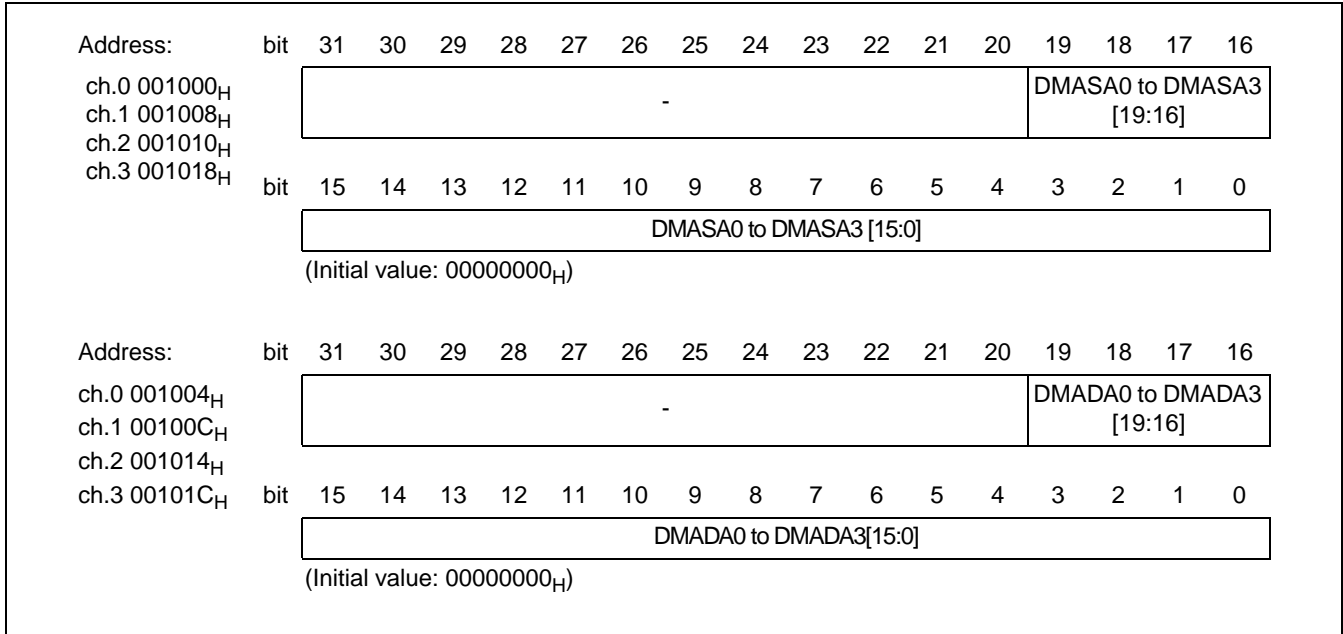 Address: bit 31 30 29 28 27 26 25 24 23 22 21 20 19 18 17 16
ch.0 001000H
ch.1 001008H
ch.2 001010H
ch.3 001018H
-
DMASA0 to DMASA3
[19:16]
bit 15 14 13 12 11 10 9 8 7 6 5 4 3 2 1 0
DMASA0 to DMASA3 [15:0]
(Initial value: 00000000H)
Address: bit 31 30 29 28 27 26 25 24 23 22 21 20 19 18 17 16
ch.0 001004H
ch.1 00100CH
ch.2 001014H
ch.3 00101CH
-
DMADA0 to DMADA3
[19:16]
bit 15 14 13 12 11 10 9 8 7 6 5 4 3 2 1 0
DMADA0 to DMADA3[15:0]
(Initial value: 00000000H)